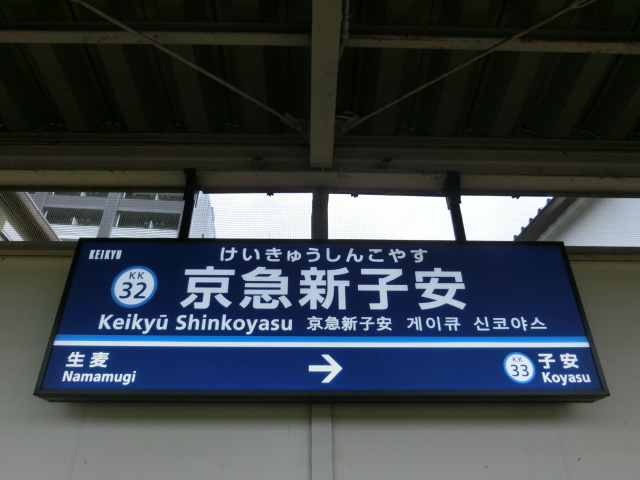 KEIKYU
けいきゅうしんこやす
KK
32
京急新子安
Keikyū Shinkoyasu 京急新子安 게이큐 신코야스
生麦
Namamugi
→
KK
33
子安
Koyasu